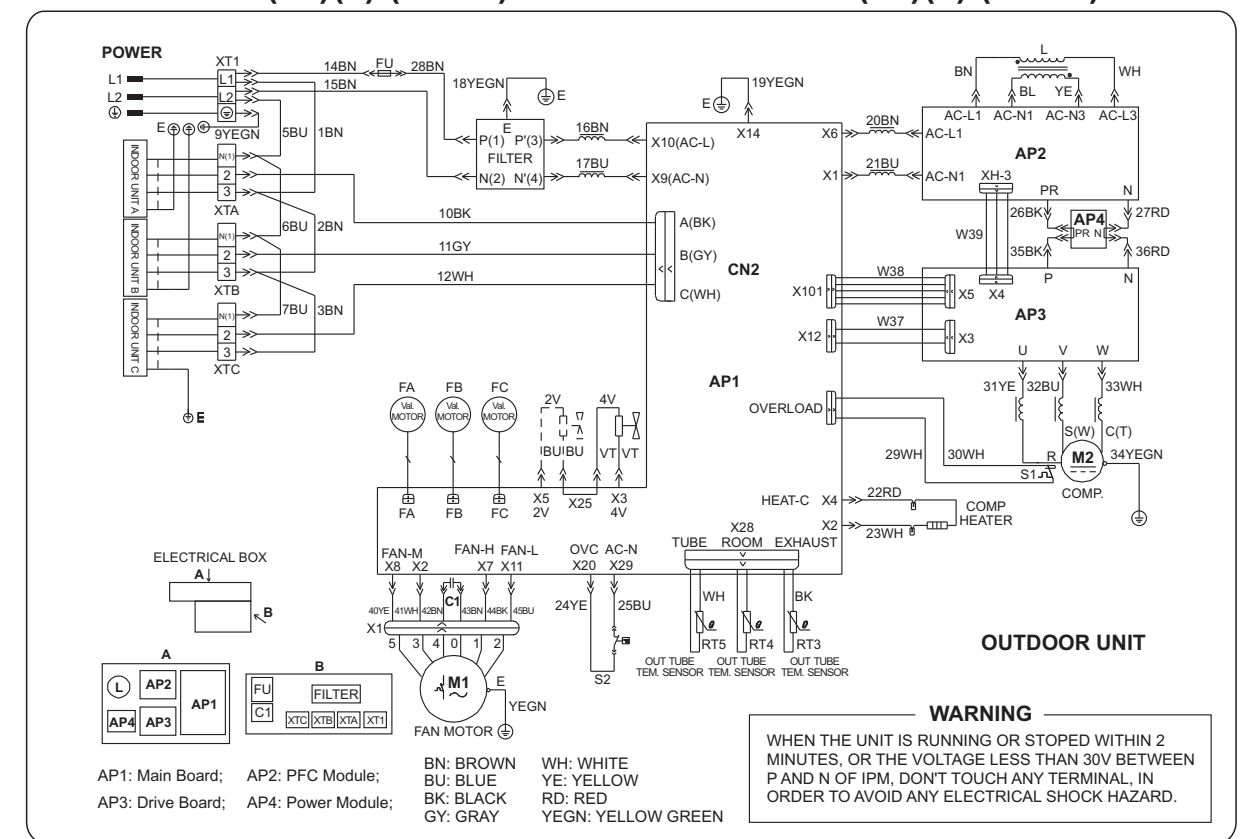 POWER
XT1
L1
L1
L2
L2
14BN
FU
28BN
15BN
18YEGN
E
19YEGN
E
L
BN
WH
BL
YE
AC-L1
AC-N1
AC-N3
AC-L3
E
9YEGN
5BU
1BN
E
P(1)
P'(3)
FILTER
N(2)
N'(4)
16BN
17BU
X14
X10(AC-L)
X9(AC-N)
X6
20BN
AC-L1
X1
21BU
AC-N1
AP2
XH-3
PR
N
INDOOR UNIT A
N(1)
2
3
XTA
10BK
A(BK)
26BK
AP4
27RD
PR N
35BK
36RD
W39
INDOOR UNIT B
6BU
2BN
N(1)
2
3
XTB
11GY
B(GY)
CN2
12WH
C(WH)
W38
X101
X5
X4
P
N
AP3
INDOOR UNIT C
7BU
3BN
N(1)
2
3
XTC
E
W37
X12
X3
U
V
W
AP1
FA
FB
FC
Val.
MOTOR
Val.
MOTOR
Val.
MOTOR
2V
4V
BU
BU
VT
VT
FA
FB
FC
X5
2V
X25
X3
4V
OVERLOAD
31YE
32BU
33WH
S(W)
C(T)
29WH
30WH
R
M2
34YEGN
S1
COMP.
HEAT-C
X4
22RD
COMP
HEATER
X2
23WH
X28
TUBE
ROOM
EXHAUST
FAN-M
X8
X2
FAN-H
X7
FAN-L
X11
OVC
X20
AC-N
X29
40YE
41WH
42BN
C1
43BN
44BK
45BU
X1
5
3
4
0
1
2
M1
E
YEGN
FAN MOTOR
24YE
25BU
S2
WH
BK
RT5
RT4
RT3
OUT TUBE
TEM. SENSOR
OUT TUBE
TEM. SENSOR
OUT TUBE
TEM. SENSOR
ELECTRICAL BOX
A
B
A
L
AP2
AP1
AP4
AP3
B
FU
FILTER
C1
XTC
XTB
XTA
XT1
OUTDOOR UNIT
AP1: Main Board;
AP2: PFC Module;
AP3: Drive Board;
AP4: Power Module;
BN: BROWN
WH: WHITE
BU: BLUE
YE: YELLOW
BK: BLACK
RD: RED
GY: GRAY
YEGN: YELLOW GREEN
WARNING
WHEN THE UNIT IS RUNNING OR STOPED WITHIN 2
MINUTES, OR THE VOLTAGE LESS THAN 30V BETWEEN
P AND N OF IPM, DON'T TOUCH ANY TERMINAL, IN
ORDER TO AVOID ANY ELECTRICAL SHOCK HAZARD.